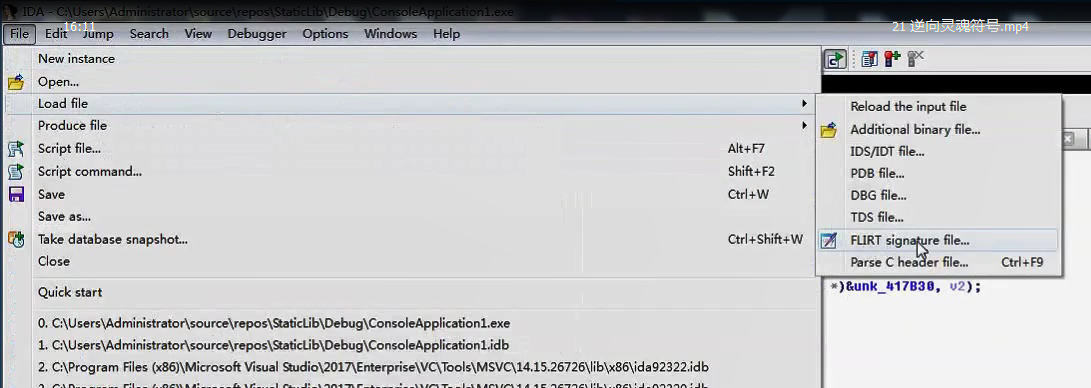 IDA - C:\Users\Administrator\source\repos\StaticLib\Debug\ConsoleApplication1.exe
16:11
21 逆向灵魂符号.mp4
File Edit Jump Search View Debugger Options Windows Help
New instance
Open...
Load file
Produce file
Script file... Alt+F7
Script command... Shift+F2
Save Ctrl+W
Save as...
Take database snapshot... Ctrl+Shift+W
Close
Quick start
0. C:\Users\Administrator\source\repos\StaticLib\Debug\ConsoleApplication1.exe
1. C:\Users\Administrator\source\repos\StaticLib\Debug\ConsoleApplication1.idb
2. C:\Program Files (x86)\Microsoft Visual Studio\2017\Enterprise\VC\Tools\MSVC\14.15.26726\lib\x86\ida92322.idb
Reload the input file
Additional binary file...
IDS/IDT file...
PDB file...
DBG file...
TDS file...
FLIRT signature file...
Parse C header file... Ctrl+F9
*)&unk_417B30, v2);